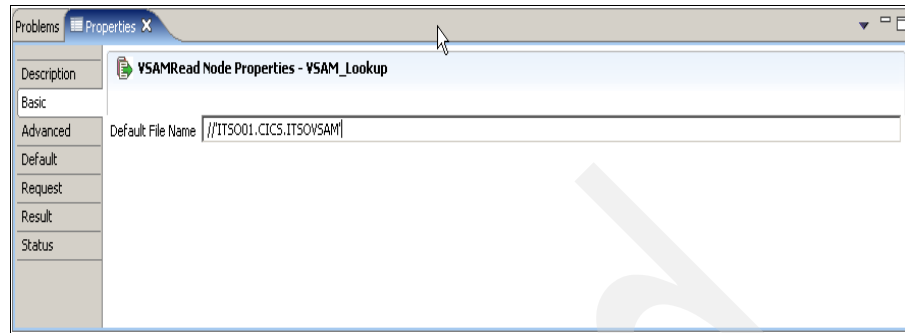 Problems Properties X
VSAMRead Node Properties - VSAM_Lookup
Description
Basic
Advanced
Default File Name //'ITSO01.CICS.ITSOVSAM'
Default
Request
Result
Status